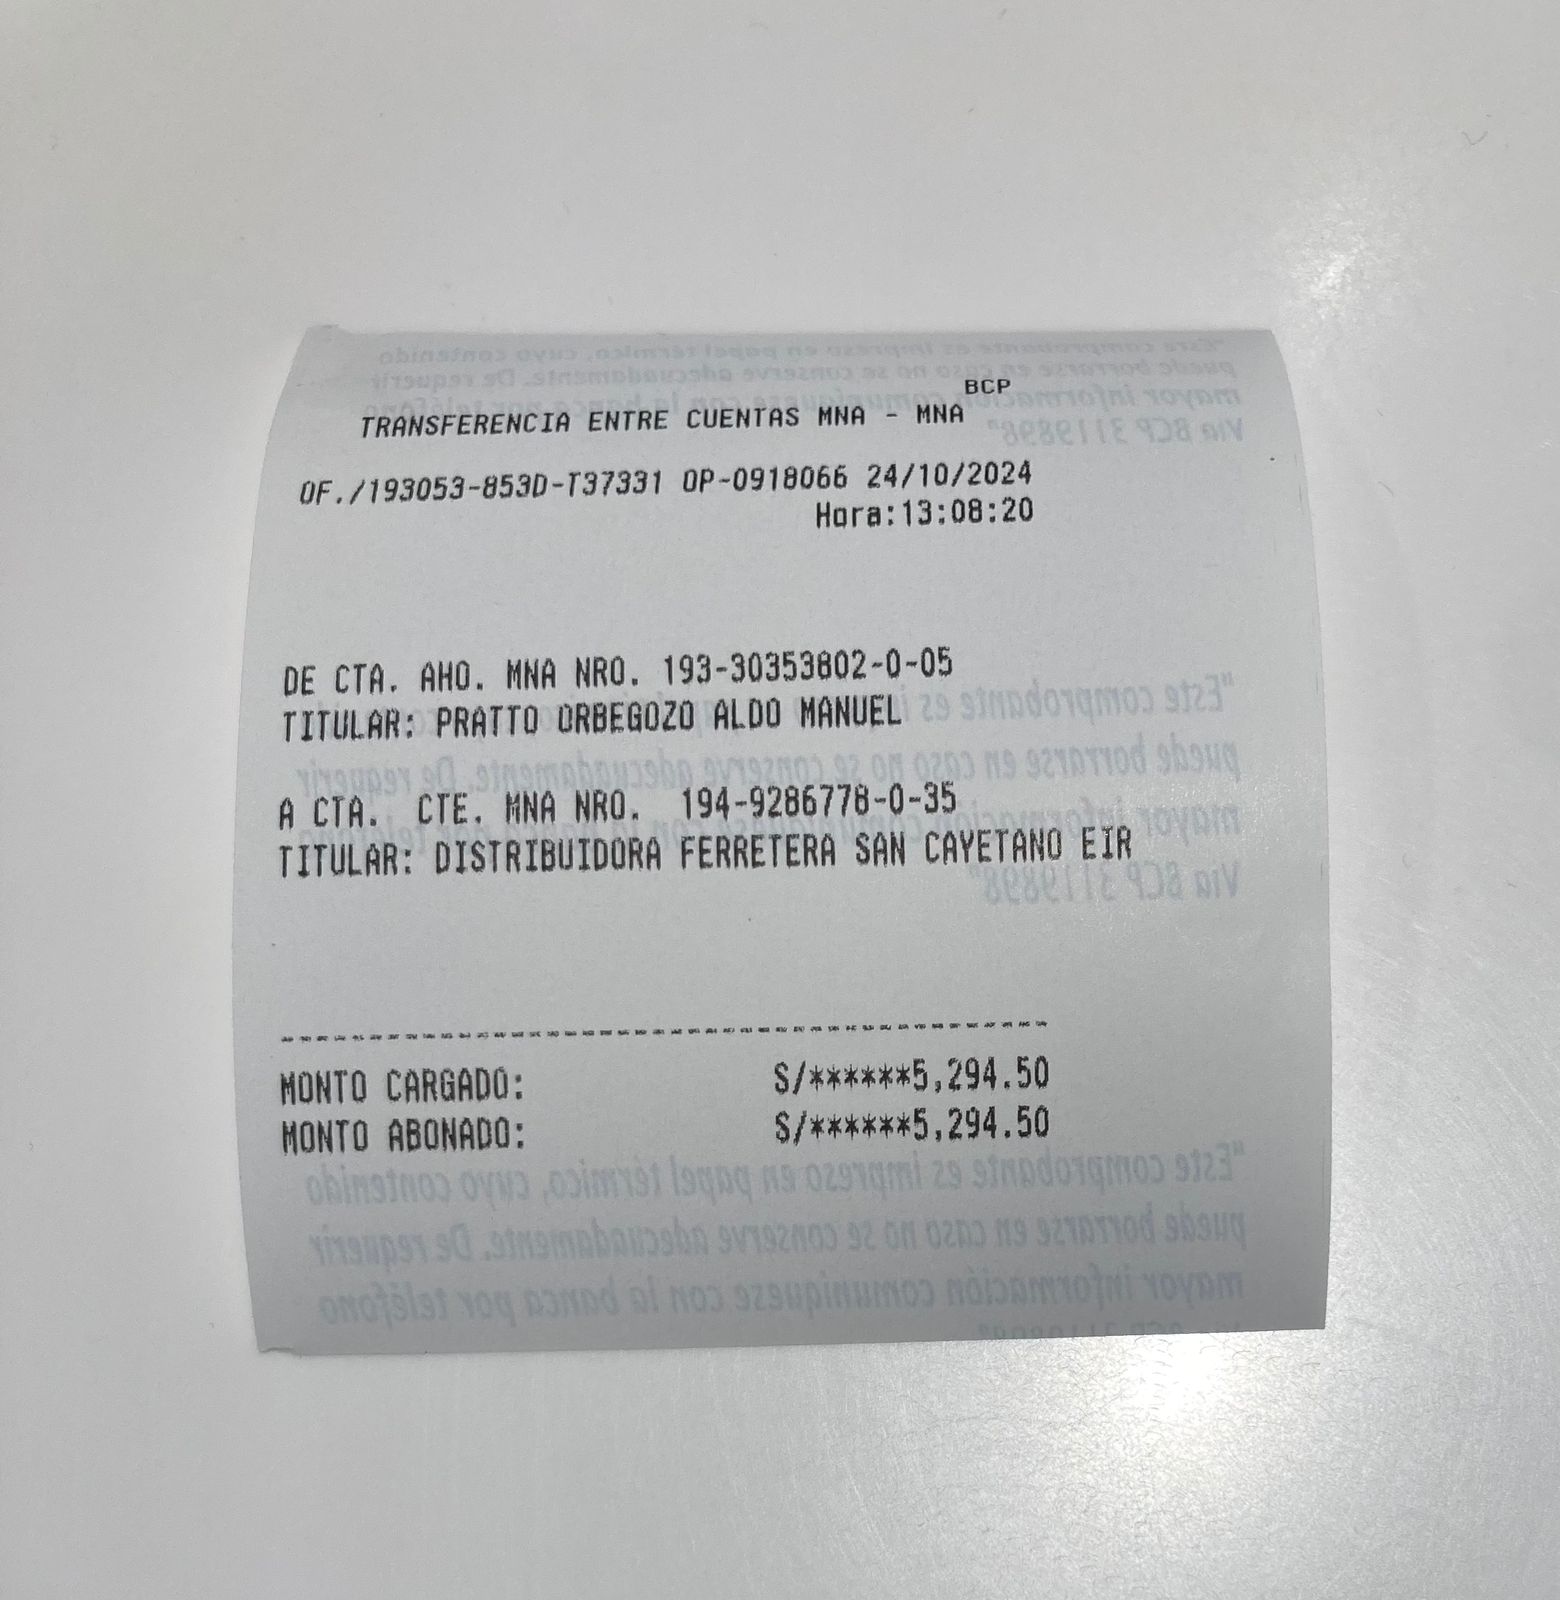 BCP
TRANSFERENCIA ENTRE CUENTAS MNA - MNA
OF./193053-853D-T37331 OP-0918066 24/10/2024
Hora:13:08:20
DE CTA. AHO. MNA NRO. 193-30353802-0-05
TITULAR: PRATTO ORBEGOZO ALDO MANUEL
A CTA. CTE. MNA NRO. 194-9286778-0-35
TITULAR: DISTRIBUIDORA FERRETERA SAN CAYETANO EIR
MONTO CARGADO: S/******5,294.50
MONTO ABONADO: S/******5,294.50
"Este comprobante es impreso en papel térmico, cuyo contenido
puede borrarse en caso no se conserve adecuadamente. De requerir
mayor información comuníquese con la banca por teléfono